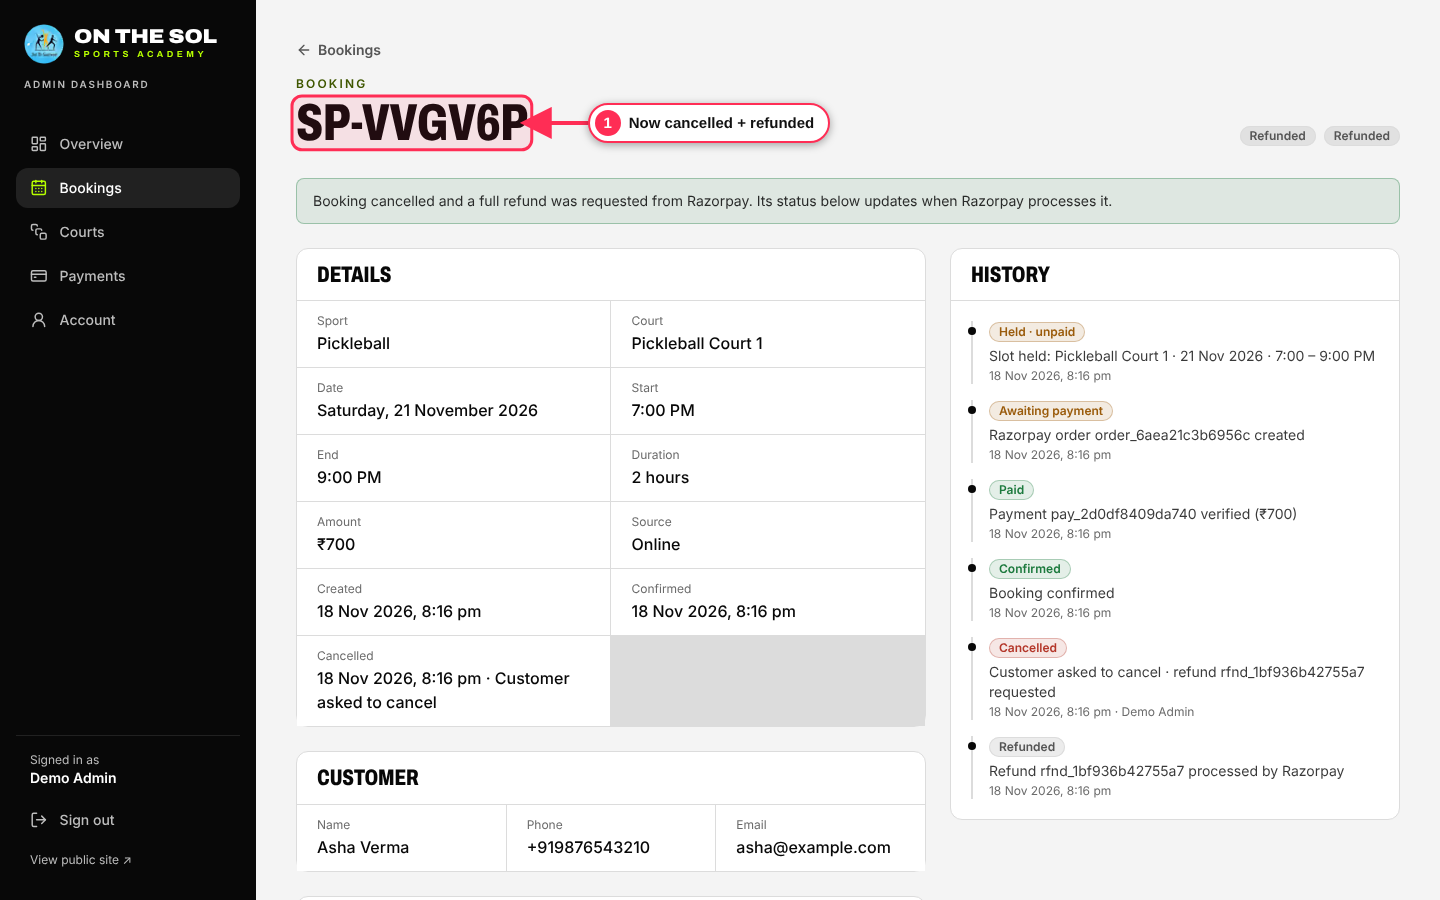 ON THE SOL
SPORTS ACADEMY
ADMIN DASHBOARD
Overview
Bookings
Courts
Payments
Account
Signed in as
Demo Admin
Sign out
View public site ↗
← Bookings
BOOKING
SP-VVGV6P
1 Now cancelled + refunded
Refunded Refunded
Booking cancelled and a full refund was requested from Razorpay. Its status below updates when Razorpay processes it.
DETAILS
Sport
Pickleball
Court
Pickleball Court 1
Date
Saturday, 21 November 2026
Start
7:00 PM
End
9:00 PM
Duration
2 hours
Amount
₹700
Source
Online
Created
18 Nov 2026, 8:16 pm
Confirmed
18 Nov 2026, 8:16 pm
Cancelled
18 Nov 2026, 8:16 pm · Customer
asked to cancel
CUSTOMER
Name
Asha Verma
Phone
+919876543210
Email
asha@example.com
HISTORY
Held · unpaid
Slot held: Pickleball Court 1 · 21 Nov 2026 · 7:00 – 9:00 PM
18 Nov 2026, 8:16 pm
Awaiting payment
Razorpay order order_6aea21c3b6956c created
18 Nov 2026, 8:16 pm
Paid
Payment pay_2d0df8409da740 verified (₹700)
18 Nov 2026, 8:16 pm
Confirmed
Booking confirmed
18 Nov 2026, 8:16 pm
Cancelled
Customer asked to cancel · refund rfnd_1bf936b42755a7
requested
18 Nov 2026, 8:16 pm · Demo Admin
Refunded
Refund rfnd_1bf936b42755a7 processed by Razorpay
18 Nov 2026, 8:16 pm